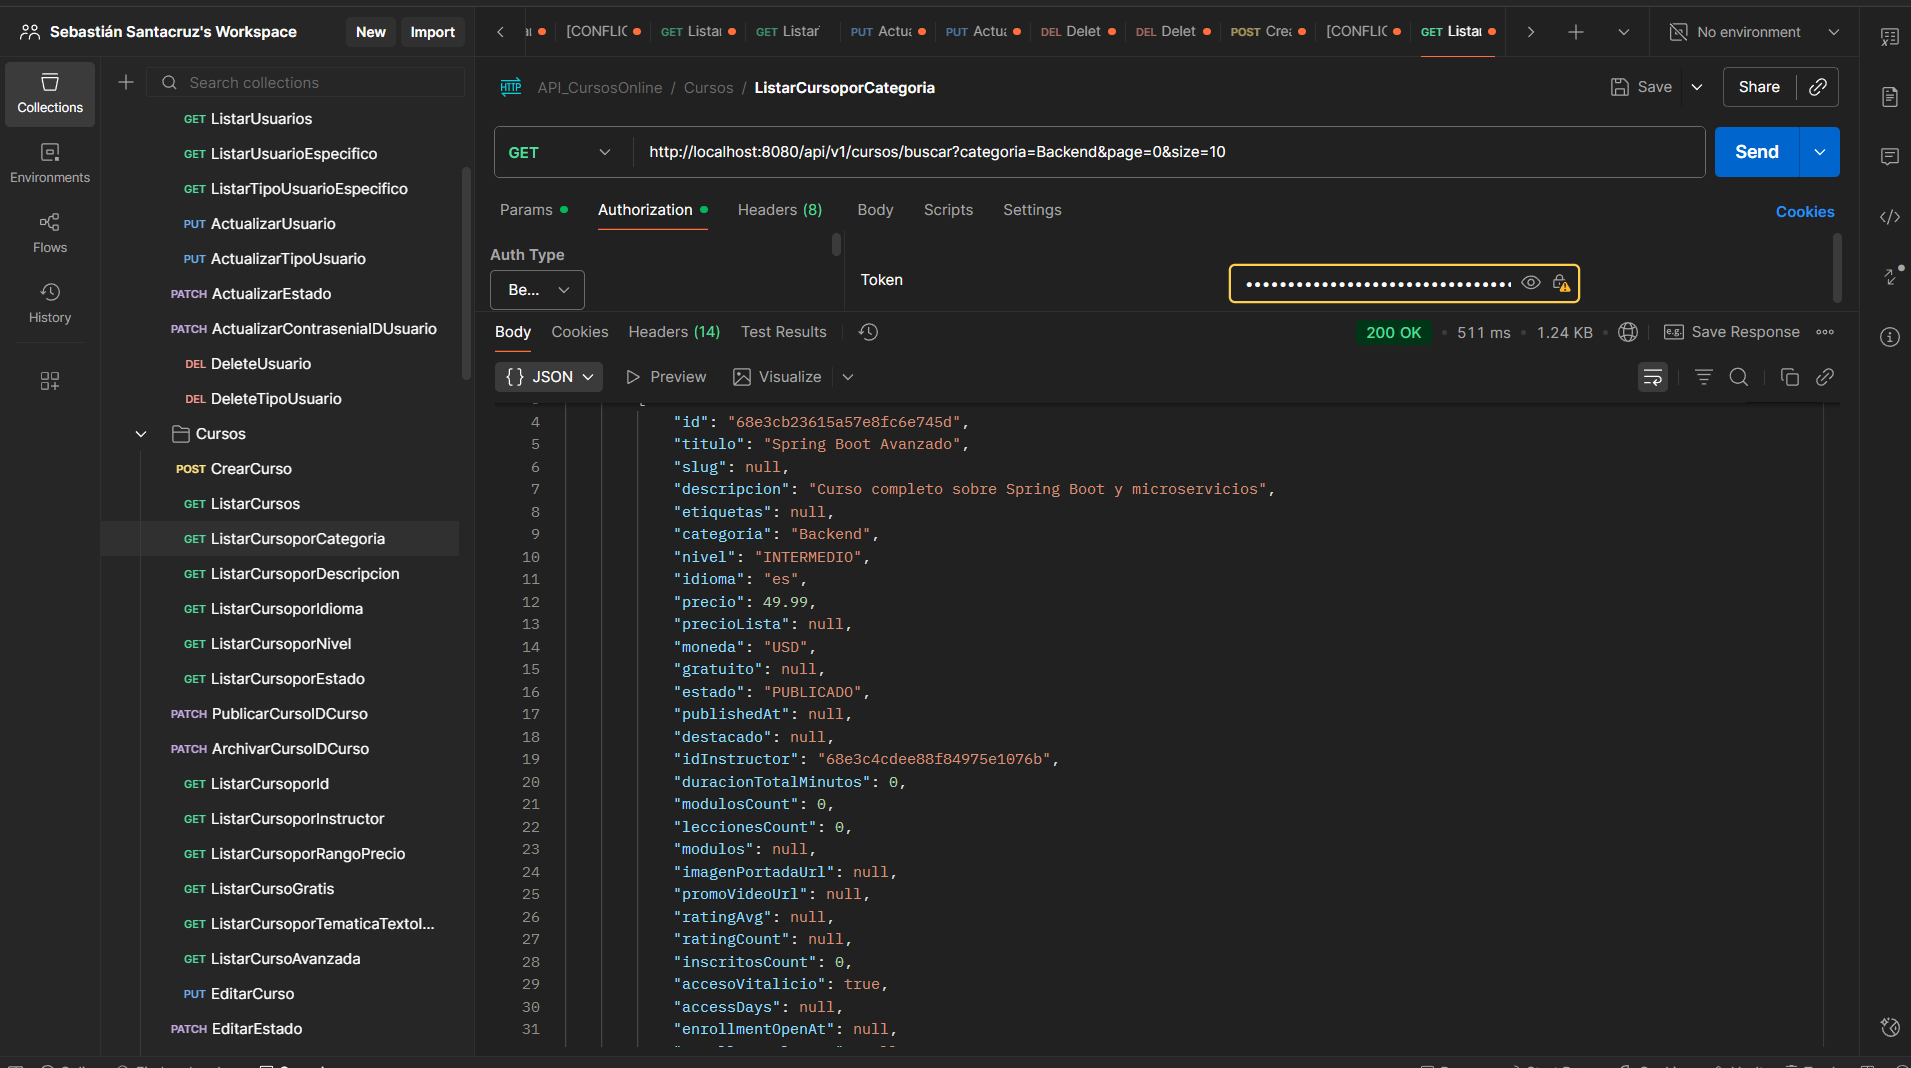 Sebastián Santacruz's Workspace
New
Import
[CONFLIC
GET Listar
GET Listar
PUT Actua
PUT Actua
DEL Delet
DEL Delet
POST Crea
[CONFLIC
GET Listar
No environment
Collections
Environments
Flows
History
Search collections
GET ListarUsuarios
GET ListarUsuarioEspecifico
GET ListarTipoUsuarioEspecifico
PUT ActualizarUsuario
PUT ActualizarTipoUsuario
PATCH ActualizarEstado
PATCH ActualizarContraseniaIDUsuario
DEL DeleteUsuario
DEL DeleteTipoUsuario
Cursos
POST CrearCurso
GET ListarCursos
GET ListarCursoporCategoria
GET ListarCursoporDescripcion
GET ListarCursoporIdioma
GET ListarCursoporNivel
GET ListarCursoporEstado
PATCH PublicarCursoIDCurso
PATCH ArchivarCursoIDCurso
GET ListarCursoporId
GET ListarCursoporInstructor
GET ListarCursoporRangoPrecio
GET ListarCursoGratis
GET ListarCursoporTematicaTextol...
GET ListarCursoAvanzada
PUT EditarCurso
PATCH EditarEstado
HTTP API_CursosOnline / Cursos / ListarCursoporCategoria
Save
Share
GET
http://localhost:8080/api/v1/cursos/buscar?categoria=Backend&page=0&size=10
Send
Params
Authorization
Headers (8)
Body
Scripts
Settings
Cookies
Auth Type
Be...
Token
Body
Cookies
Headers (14)
Test Results
200 OK
511 ms
1.24 KB
e.g. Save Response
{} JSON
Preview
Visualize
4 "id": "68e3cb23615a57e8fc6e745d",
5 "titulo": "Spring Boot Avanzado",
6 "slug": null,
7 "descripcion": "Curso completo sobre Spring Boot y microservicios",
8 "etiquetas": null,
9 "categoria": "Backend",
10 "nivel": "INTERMEDIO",
11 "idioma": "es",
12 "precio": 49.99,
13 "precioLista": null,
14 "moneda": "USD",
15 "gratuito": null,
16 "estado": "PUBLICADO",
17 "publishedAt": null,
18 "destacado": null,
19 "idInstructor": "68e3c4cdee88f84975e1076b",
20 "duracionTotalMinutos": 0,
21 "modulosCount": 0,
22 "leccionesCount": 0,
23 "modulos": null,
24 "imagenPortadaUrl": null,
25 "promoVideoUrl": null,
26 "ratingAvg": null,
27 "ratingCount": null,
28 "inscritosCount": 0,
29 "accesoVitalicio": true,
30 "accessDays": null,
31 "enrollmentOpenAt": null,